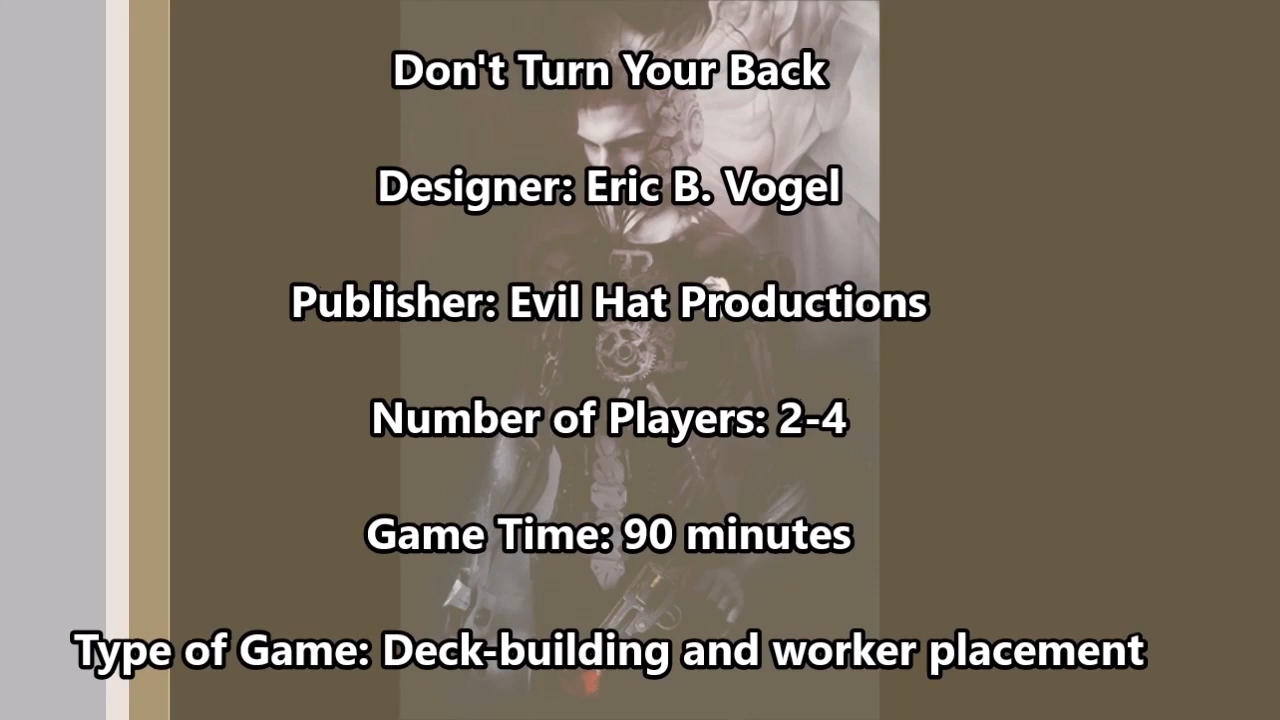 Don't Turn Your Back
Designer: Eric B. Vogel
Publisher: Evil Hat Productions
Number of Players: 2-4
Game Time: 90 minutes
Type of Game: Deck-building and worker placement